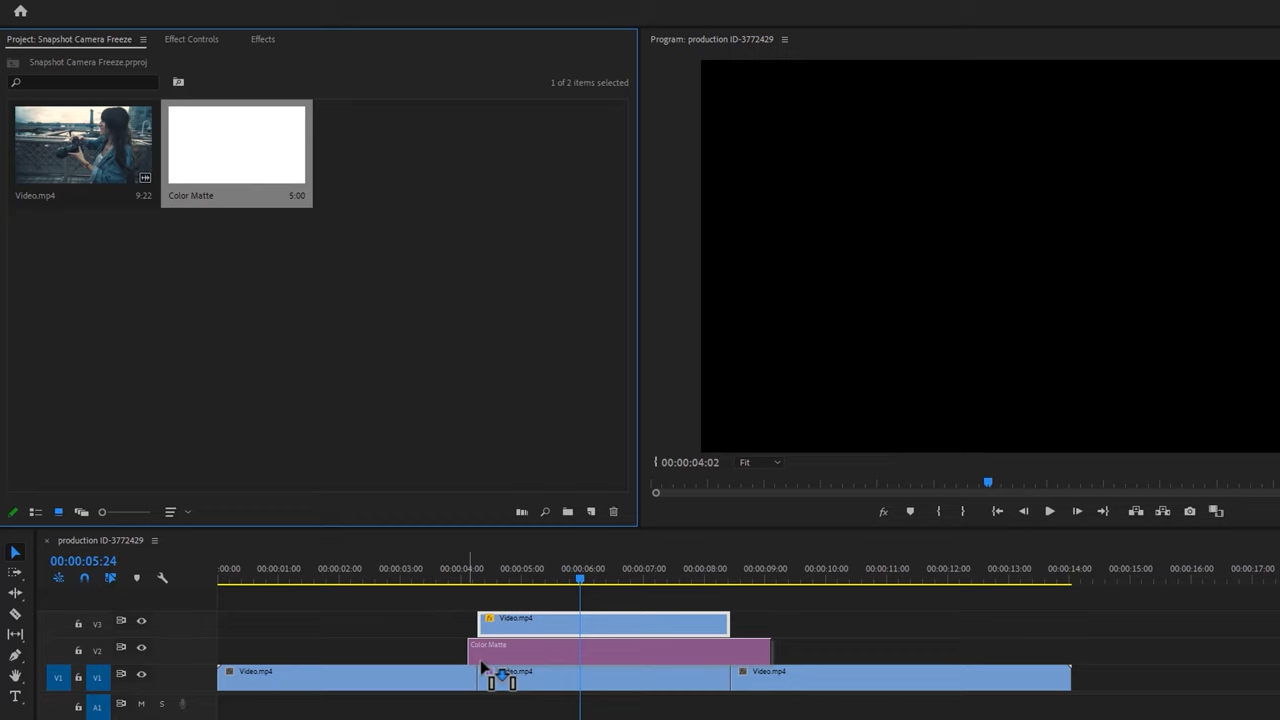 Project: Snapshot Camera Freeze
Effect Controls
Effects
Program: production ID-3772429
Snapshot Camera Freeze.prproj
1 of 2 items selected
Video.mp4 9:22
Color Matte 5:00
00:00:04:02 Fit
fx
production ID-3772429
00:00:05:24
:00:00 00:00:01:00 00:00:02:00 00:00:03:00 00:00:04:00 00:00:05:00 00:00:06:00 00:00:07:00 00:00:08:00 00:00:09:00 00:00:10:00 00:00:11:00 00:00:12:00 00:00:13:00 00:00:14:00 00:00:15:00 00:00:16:00 00:00:17:00
V3 fx Video.mp4
V2 Color Matte
V1 V1 Video.mp4 Video.mp4 Video.mp4
A1 M S